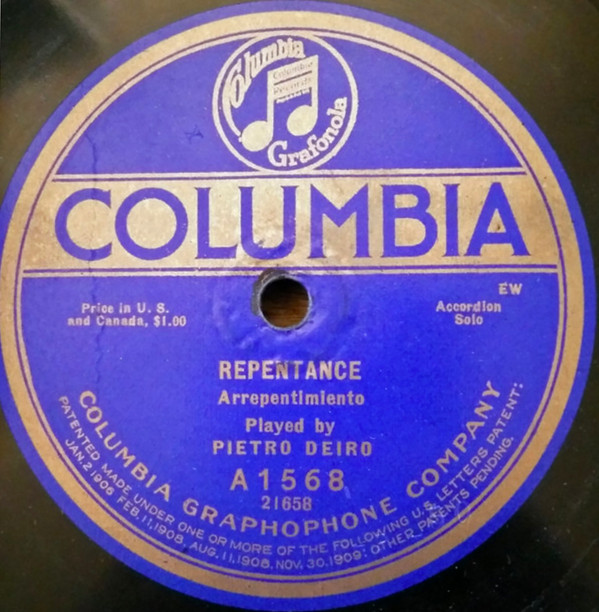 Columbia
Columbia
Records
Grafonola
COLUMBIA
EW
Price in U. S.
and Canada, $1.00
Accordion
Solo
REPENTANCE
Arrepentimiento
Played by
PIETRO DEIRO
A1568
21658
COLUMBIA GRAPHOPHONE COMPANY
PATENTED MADE UNDER ONE OR MORE OF THE FOLLOWING U.S. LETTERS PATENT:
JAN. 2, 1906 FEB. 11, 1908, AUG. 11, 1908, NOV. 30, 1909; OTHER PATENTS PENDING.